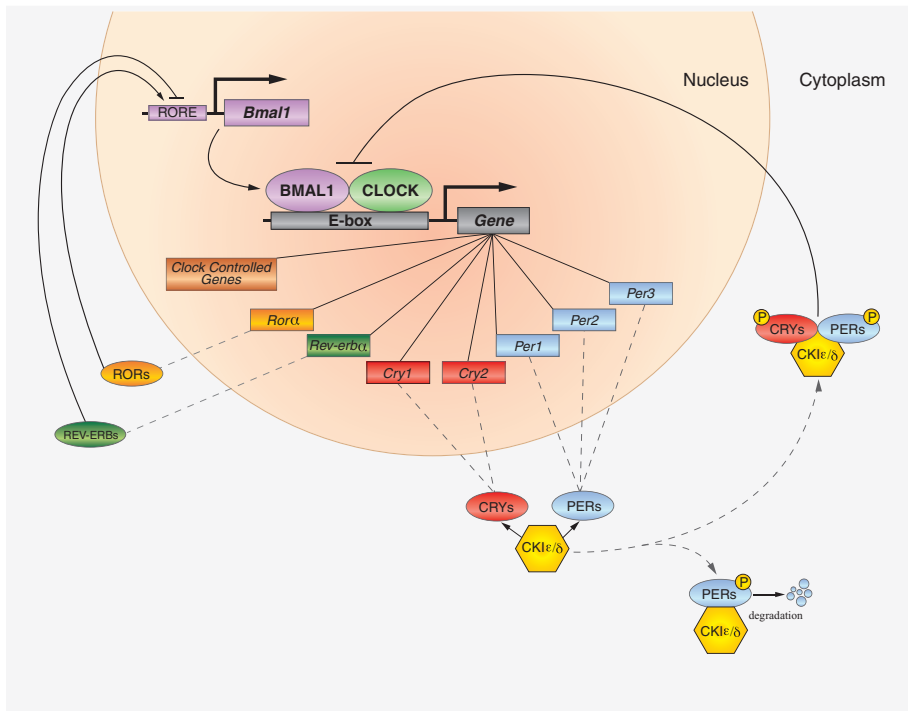 Nucleus
Cytoplasm
RORE
Bmal1
BMAL1
CLOCK
E-box
Gene
Clock Controlled
Genes
Rorα
Rev-erbα
Cry1
Cry2
Per1
Per2
Per3
RORs
REV-ERBs
P
CRYs
PERs
P
CKIε/δ
CRYs
PERs
CKIε/δ
P
PERs
CKIε/δ
degradation